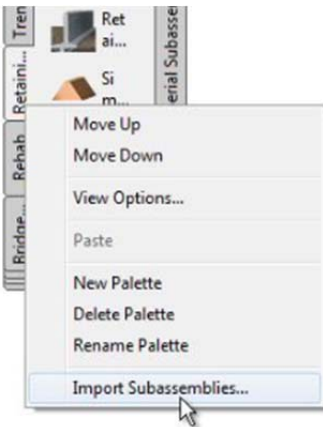 Tren
Ret
ai...
erial Subasse
Retaini...
Si
m...
Rehab
Bridge...
Move Up
Move Down
View Options...
Paste
New Palette
Delete Palette
Rename Palette
Import Subassemblies...